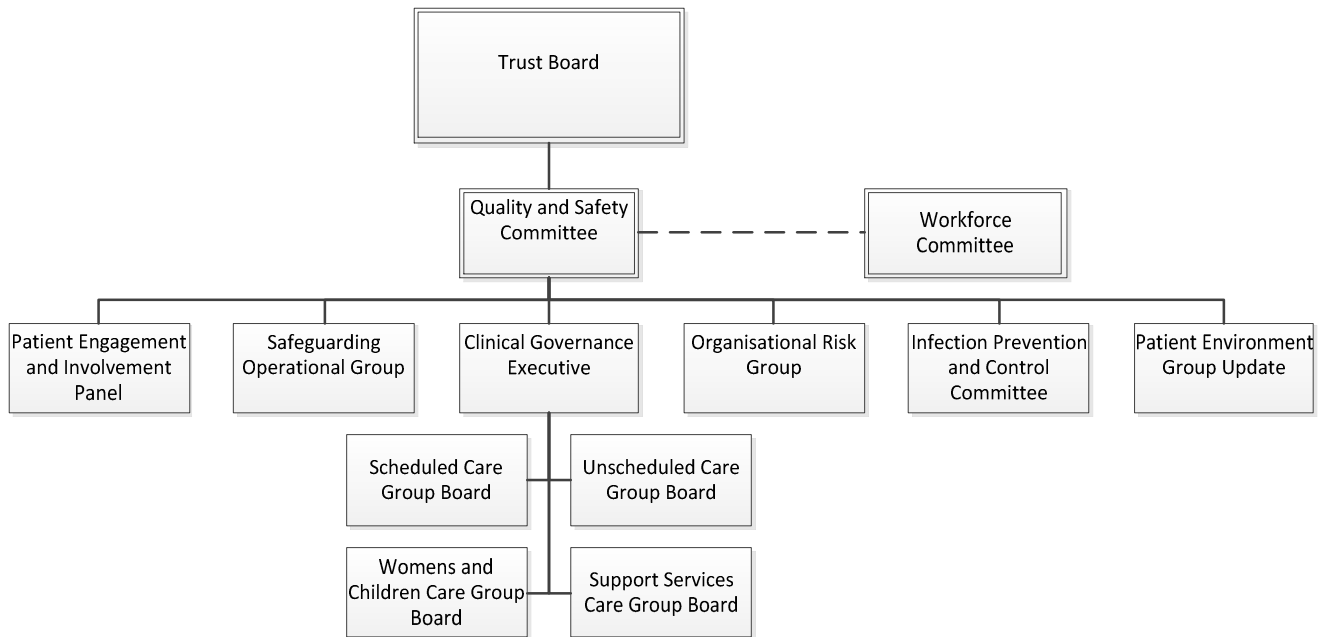 Trust Board
Quality and Safety
Committee
Workforce
Committee
Patient Engagement
and Involvement
Panel
Safeguarding
Operational Group
Clinical Governance
Executive
Organisational Risk
Group
Infection Prevention
and Control
Committee
Patient Environment
Group Update
Scheduled Care
Group Board
Unscheduled Care
Group Board
Womens and
Children Care Group
Board
Support Services
Care Group Board